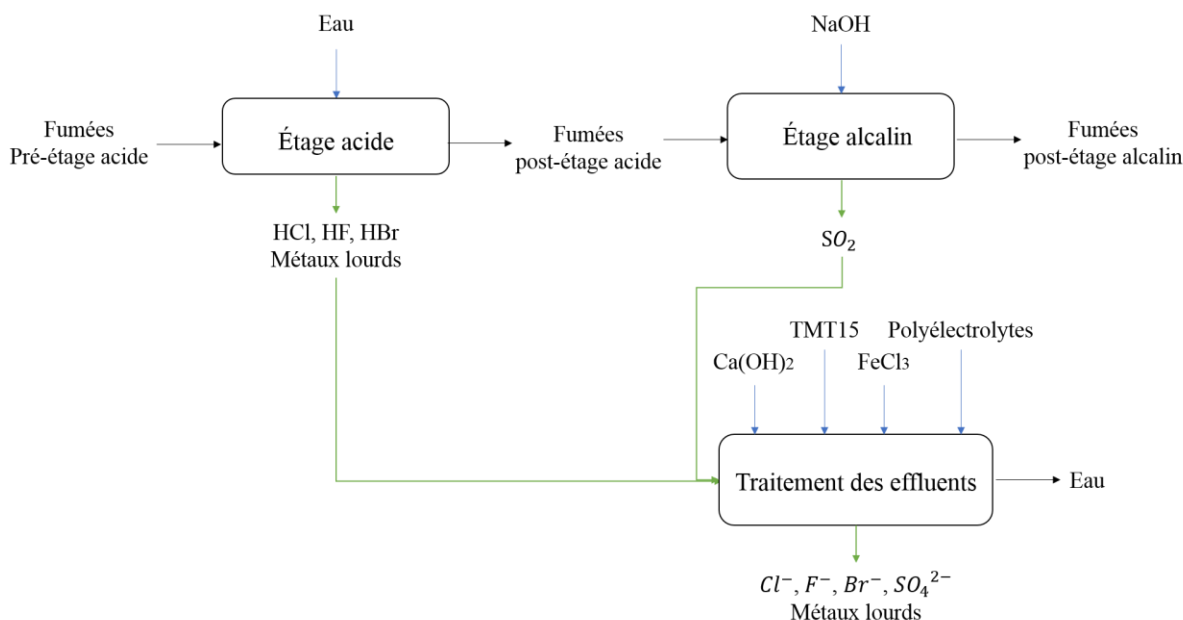 Eau
NaOH
Fumées
Pré-étage acide
Étage acide
Fumées
post-étage acide
Étage alcalin
Fumées
post-étage alcalin
HCl, HF, HBr
Métaux lourds
SO₂
TMT15
Polyélectrolytes
Ca(OH)₂
FeCl₃
Traitement des effluents
Eau
Cl⁻, F⁻, Br⁻, SO₄²⁻
Métaux lourds